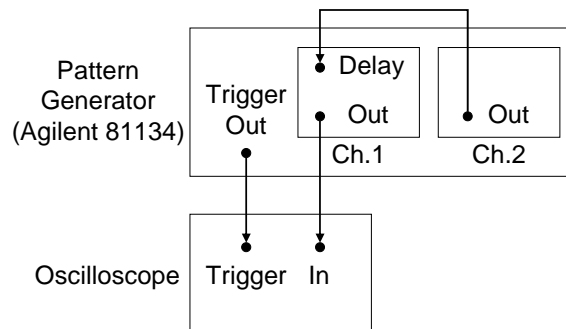 Pattern
Generator
(Agilent 81134)
Trigger
Out
Delay
Out
Ch.1
Out
Ch.2
Oscilloscope
Trigger
In